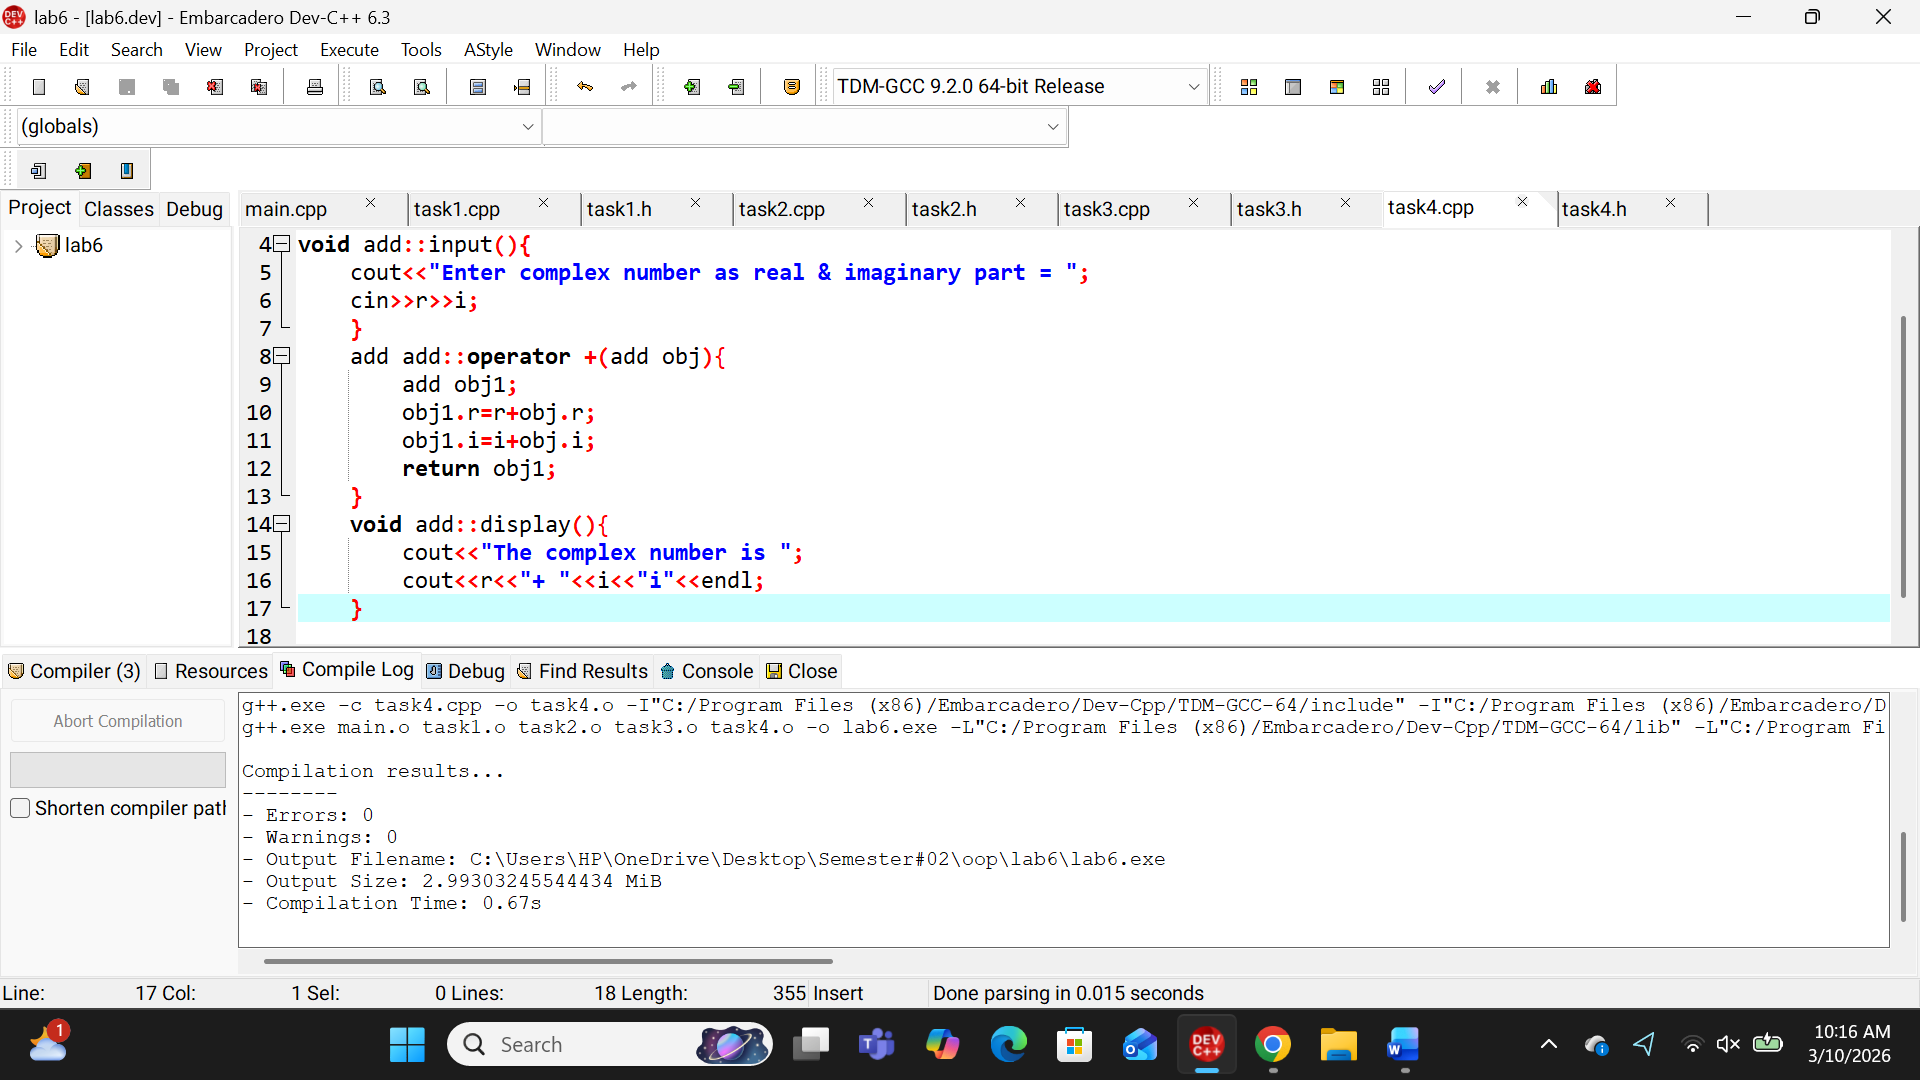 lab6 - [lab6.dev] - Embarcadero Dev-C++ 6.3
File Edit Search View Project Execute Tools AStyle Window Help
TDM-GCC 9.2.0 64-bit Release
(globals)
Project Classes Debug
main.cpp task1.cpp task1.h task2.cpp task2.h task3.cpp task3.h task4.cpp task4.h
lab6
4 void add::input(){
5 cout<<"Enter complex number as real & imaginary part = ";
6 cin>>r>>i;
7 }
8 add add::operator +(add obj){
9 add obj1;
10 obj1.r=r+obj.r;
11 obj1.i=i+obj.i;
12 return obj1;
13 }
14 void add::display(){
15 cout<<"The complex number is ";
16 cout<<r<<"+ "<<i<<"i"<<endl;
17 }
18
Compiler (3) Resources Compile Log Debug Find Results Console Close
Abort Compilation
Shorten compiler path
g++.exe -c task4.cpp -o task4.o -I"C:/Program Files (x86)/Embarcadero/Dev-Cpp/TDM-GCC-64/include" -I"C:/Program Files (x86)/Embarcadero/D
g++.exe main.o task1.o task2.o task3.o task4.o -o lab6.exe -L"C:/Program Files (x86)/Embarcadero/Dev-Cpp/TDM-GCC-64/lib" -L"C:/Program Fi
Compilation results...
--------
- Errors: 0
- Warnings: 0
- Output Filename: C:\Users\HP\OneDrive\Desktop\Semester#02\oop\lab6\lab6.exe
- Output Size: 2.99303245544434 MiB
- Compilation Time: 0.67s
Line: 17 Col: 1 Sel: 0 Lines: 18 Length: 355 Insert Done parsing in 0.015 seconds
1
Search
DEV C++
10:16 AM
3/10/2026